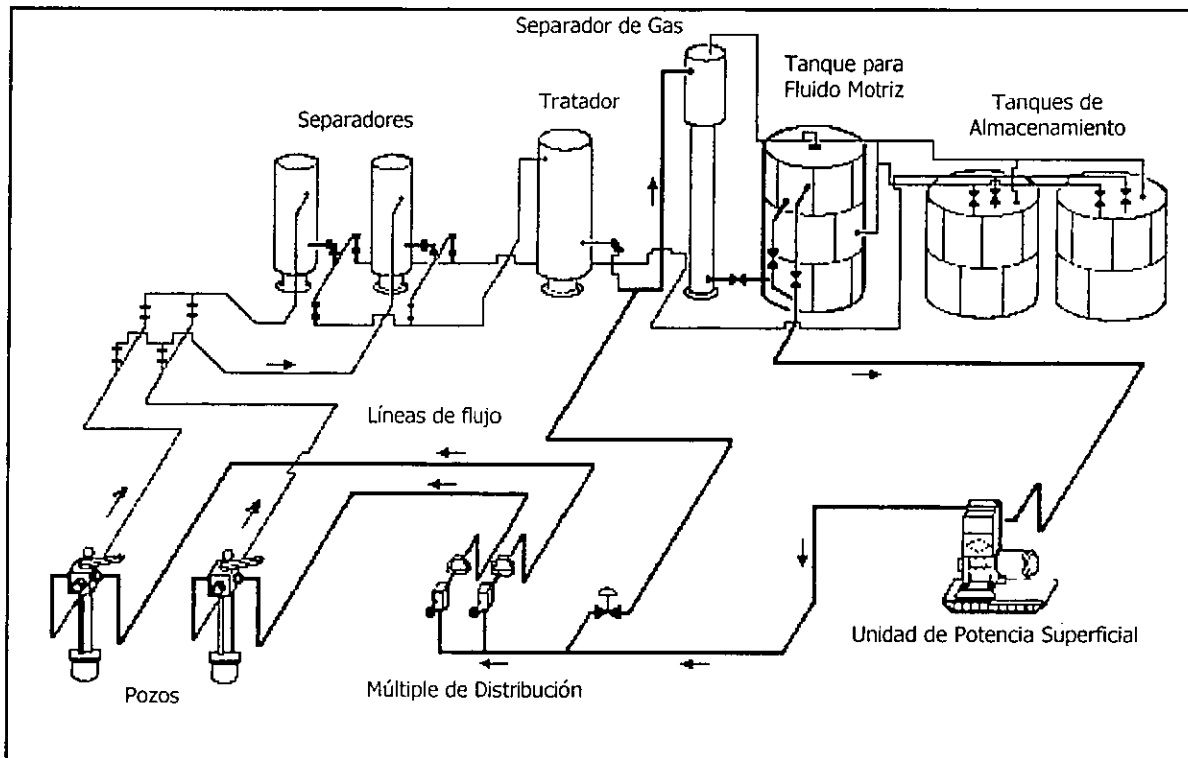 Separador de Gas
Tanque para
Fluido Motriz
Tanques de
Almacenamiento
Tratador
Separadores
Líneas de flujo
Unidad de Potencia Superficial
Múltiple de Distribución
Pozos